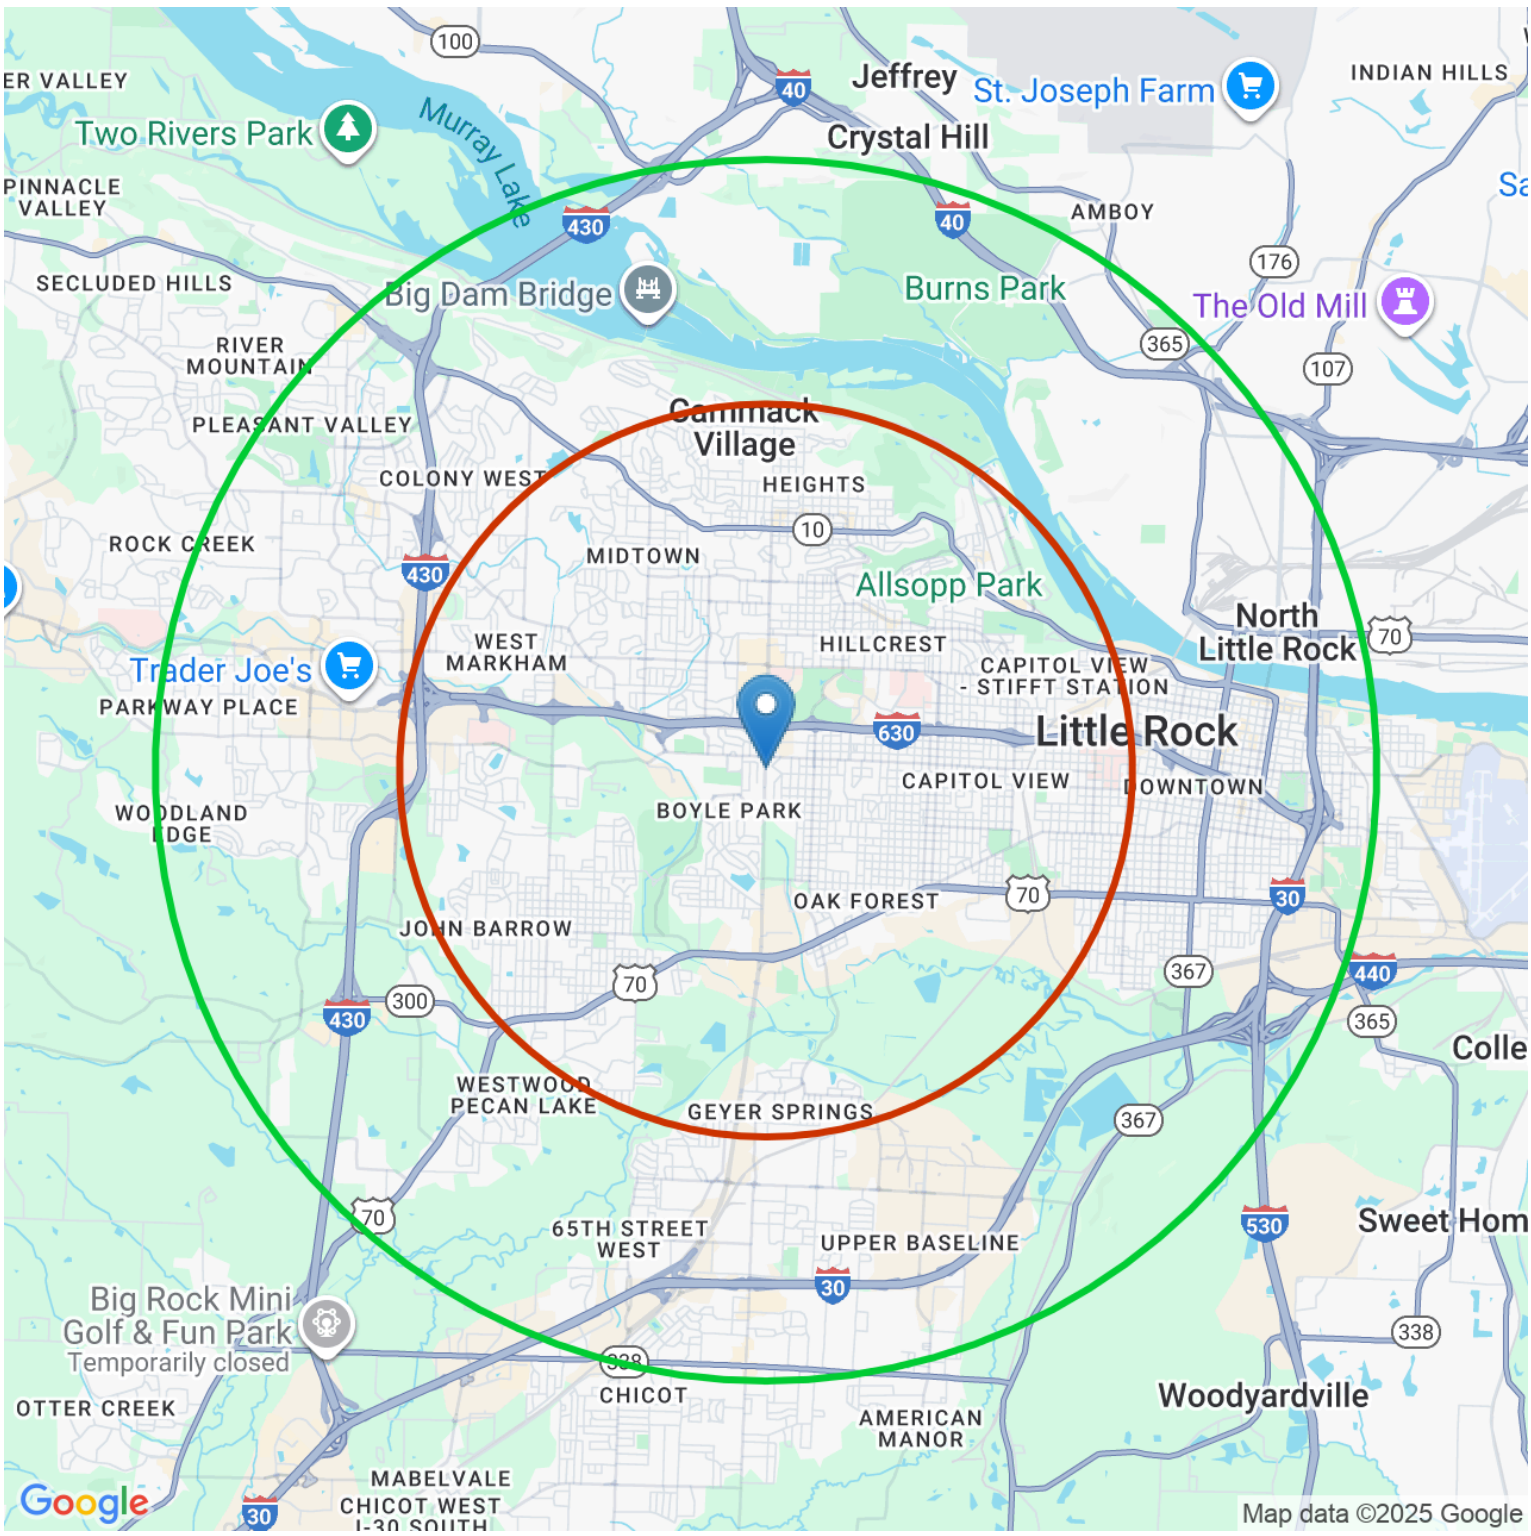 100
ER VALLEY
Two Rivers Park
Murray Lake
40
Jeffrey
St. Joseph Farm
INDIAN HILLS
Crystal Hill
PINNACLE
VALLEY
430
40
AMBOY
Sa
SECLUDED HILLS
Big Dam Bridge
Burns Park
176
The Old Mill
RIVER
MOUNTAIN
365
107
PLEASANT VALLEY
Cammack
Village
COLONY WEST
HEIGHTS
ROCK CREEK
10
430
MIDTOWN
Allsopp Park
North
Little Rock
70
WEST
MARKHAM
HILLCREST
Trader Joe's
CAPITOL VIEW
- STIFFT STATION
PARKWAY PLACE
630
Little Rock
CAPITOL VIEW
DOWNTOWN
WOODLAND
EDGE
BOYLE PARK
70
30
OAK FOREST
JOHN BARROW
70
367
440
300
430
365
Colle
WESTWOOD
PECAN LAKE
GEYER SPRINGS
367
70
65TH STREET
WEST
UPPER BASELINE
530
Sweet Hom
30
Big Rock Mini
Golf & Fun Park
Temporarily closed
338
338
CHICOT
Woodyardville
OTTER CREEK
AMERICAN
MANOR
MABELVALE
CHICOT WEST
I-30 SOUTH
30
Google
Map data ©2025 Google